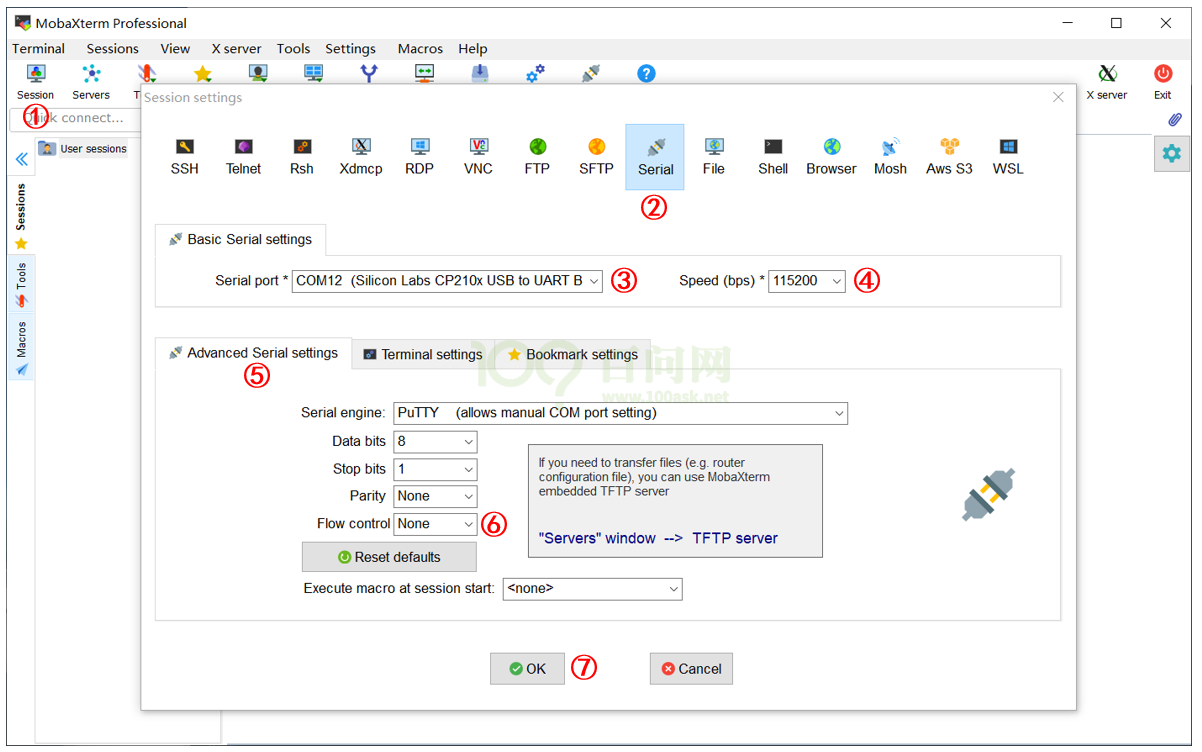 MobaXterm Professional
Terminal Sessions View X server Tools Settings Macros Help
Session Servers T X server Exit
①
Quick connect...
User sessions
Sessions
Tools
Macros
Session settings
SSH Telnet Rsh Xdmcp RDP VNC FTP SFTP Serial File Shell Browser Mosh Aws S3 WSL
②
Basic Serial settings
Serial port * COM12 (Silicon Labs CP210x USB to UART B ③ Speed (bps) * 115200 ④
Advanced Serial settings Terminal settings Bookmark settings
⑤
100 百问网
www.100ask.net
Serial engine: PuTTY (allows manual COM port setting)
Data bits 8
Stop bits 1
Parity None
Flow control None ⑥
Reset defaults
If you need to transfer files (e.g. router
configuration file), you can use MobaXterm
embedded TFTP server
"Servers" window --> TFTP server
Execute macro at session start: <none>
OK ⑦ Cancel